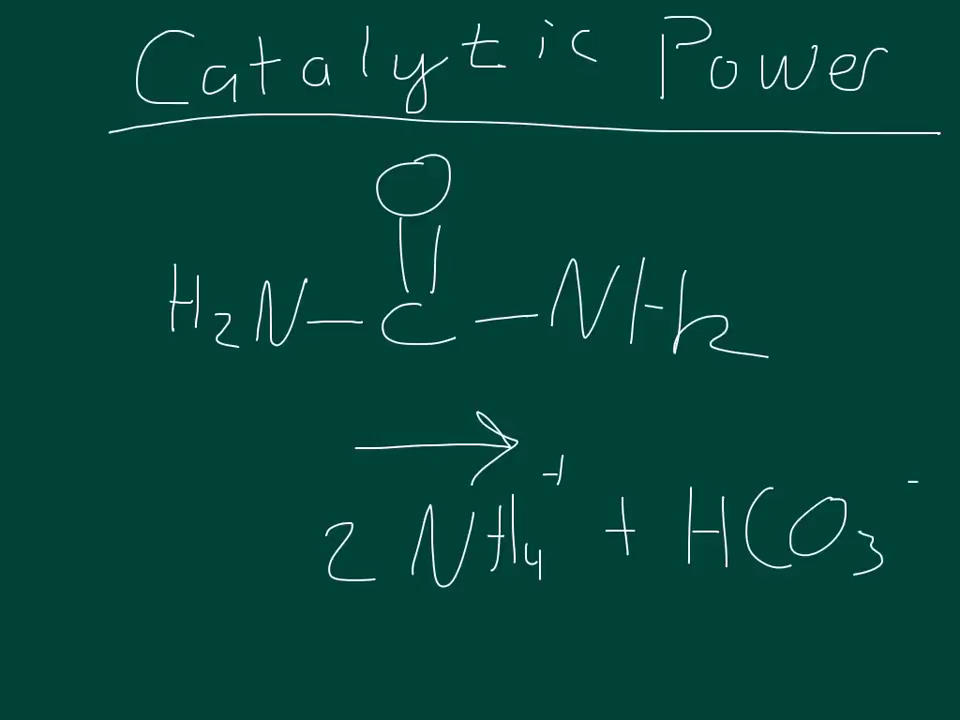 Catalytic Power
O
H2N-C-NH2
→
2 NH4+ + HCO3-